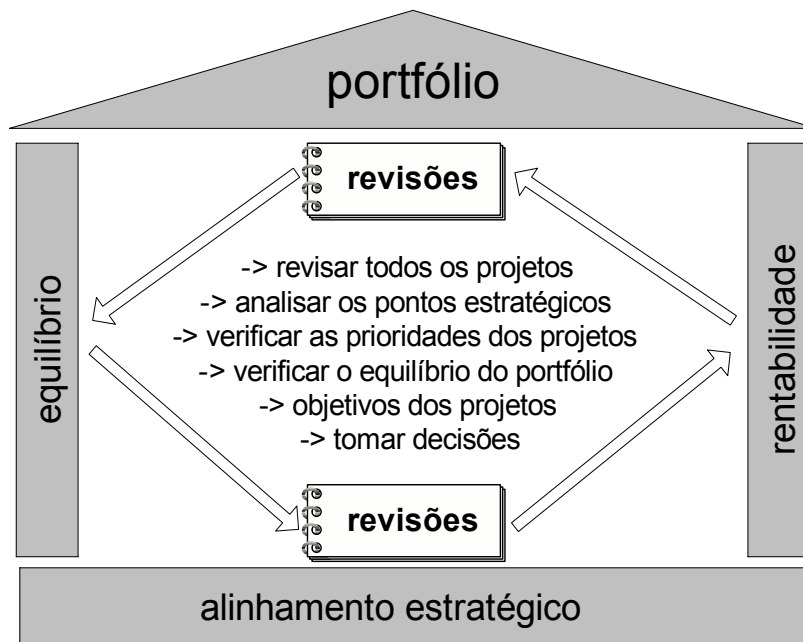 portfólio
revisões
equilíbrio
-> revisar todos os projetos
-> analisar os pontos estratégicos
-> verificar as prioridades dos projetos
-> verificar o equilíbrio do portfólio
-> objetivos dos projetos
-> tomar decisões
rentabilidade
revisões
alinhamento estratégico